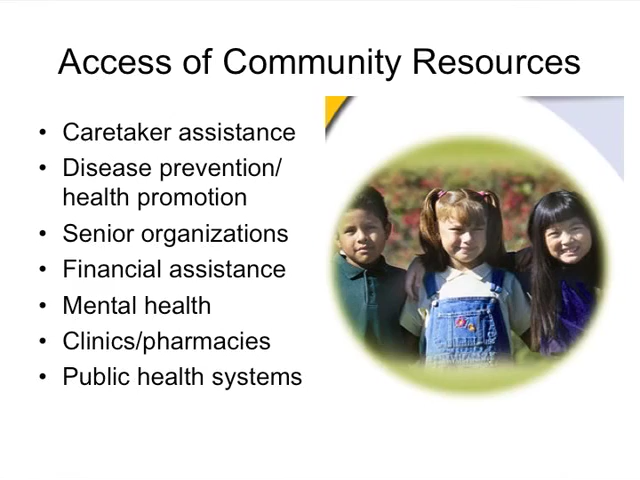 Access of Community Resources
• Caretaker assistance
• Disease prevention/
health promotion
• Senior organizations
• Financial assistance
• Mental health
• Clinics/pharmacies
• Public health systems